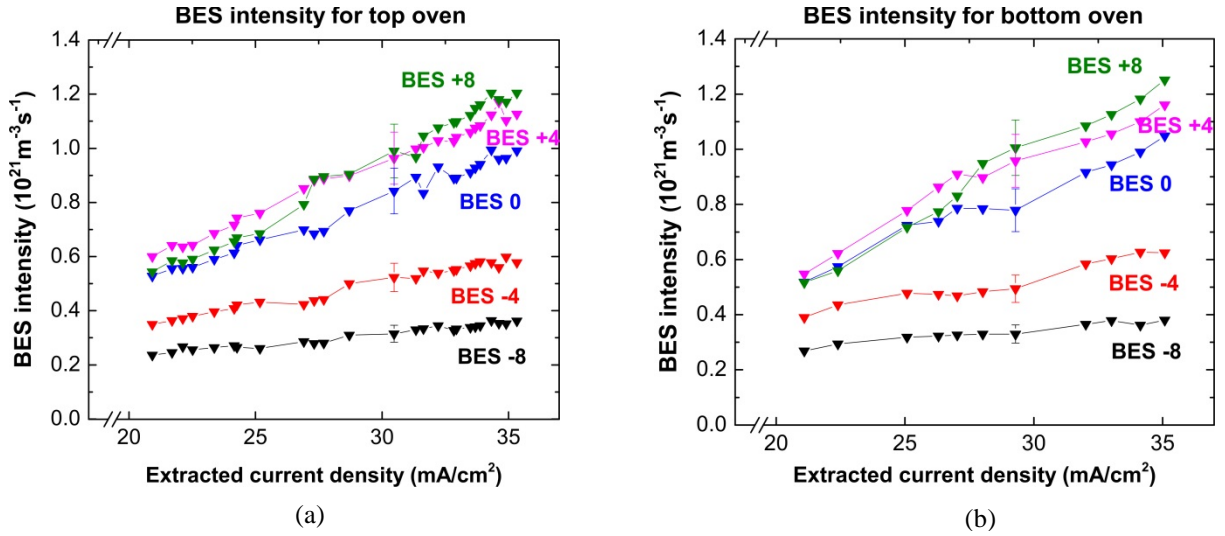 BES intensity for top oven
BES intensity (10²¹m⁻³s⁻¹)
1.4
1.2
1.0
0.8
0.6
0.4
0.2
0.0
BES +8
BES +4
BES 0
BES -4
BES -8
20
25
30
35
Extracted current density (mA/cm²)
(a)
BES intensity for bottom oven
BES intensity (10²¹m⁻³s⁻¹)
1.4
1.2
1.0
0.8
0.6
0.4
0.2
0.0
BES +8
BES +4
BES 0
BES -4
BES -8
20
25
30
35
Extracted current density (mA/cm²)
(b)